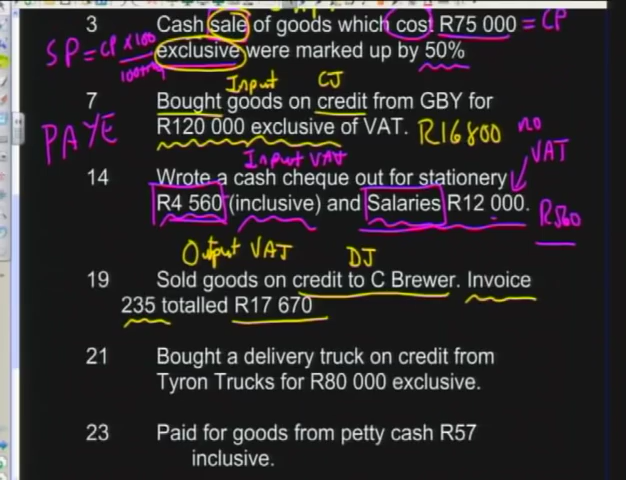 3 Cash sale of goods which cost R75 000 = CP
SP = CP × 100
exclusive were marked up by 50%
Input CJ
7 Bought goods on credit from GBY for
R120 000 exclusive of VAT. R16800
PAYE
no VAT
Input VAT
14 Wrote a cash cheque out for stationery
R4 560 (inclusive) and Salaries R12 000.
R560
Output VAT DJ
19 Sold goods on credit to C Brewer. Invoice
235 totalled R17 670
21 Bought a delivery truck on credit from
Tyron Trucks for R80 000 exclusive.
23 Paid for goods from petty cash R57
inclusive.